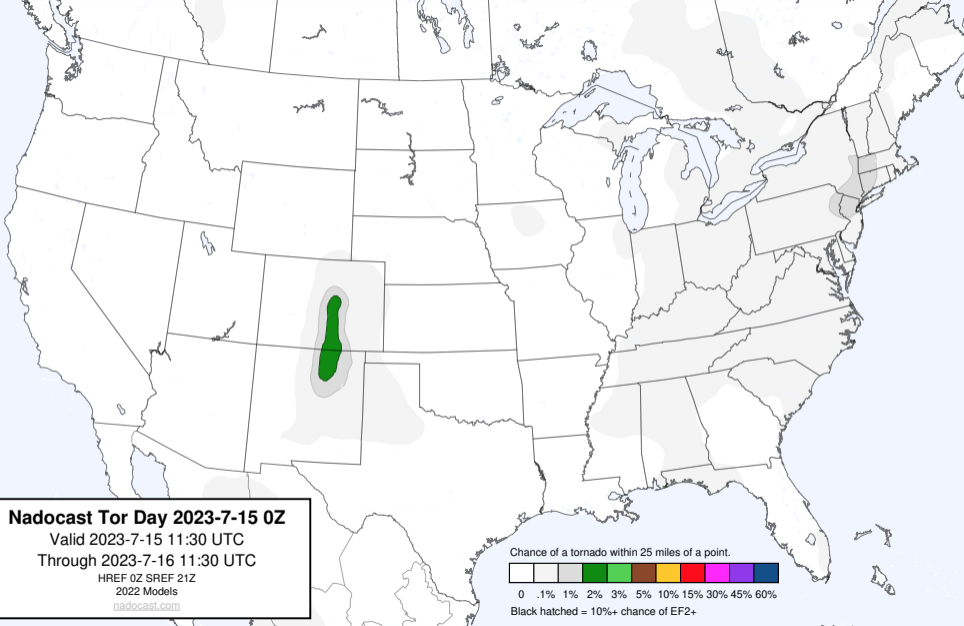 Nadocast Tor Day 2023-7-15 0Z
Valid 2023-7-15 11:30 UTC
Through 2023-7-16 11:30 UTC
HREF 0Z SREF 21Z
2022 Models
nadocast.com
Chance of a tornado within 25 miles of a point.
0 .1% 1% 2% 3% 5% 10% 15% 30% 45% 60%
Black hatched = 10%+ chance of EF2+